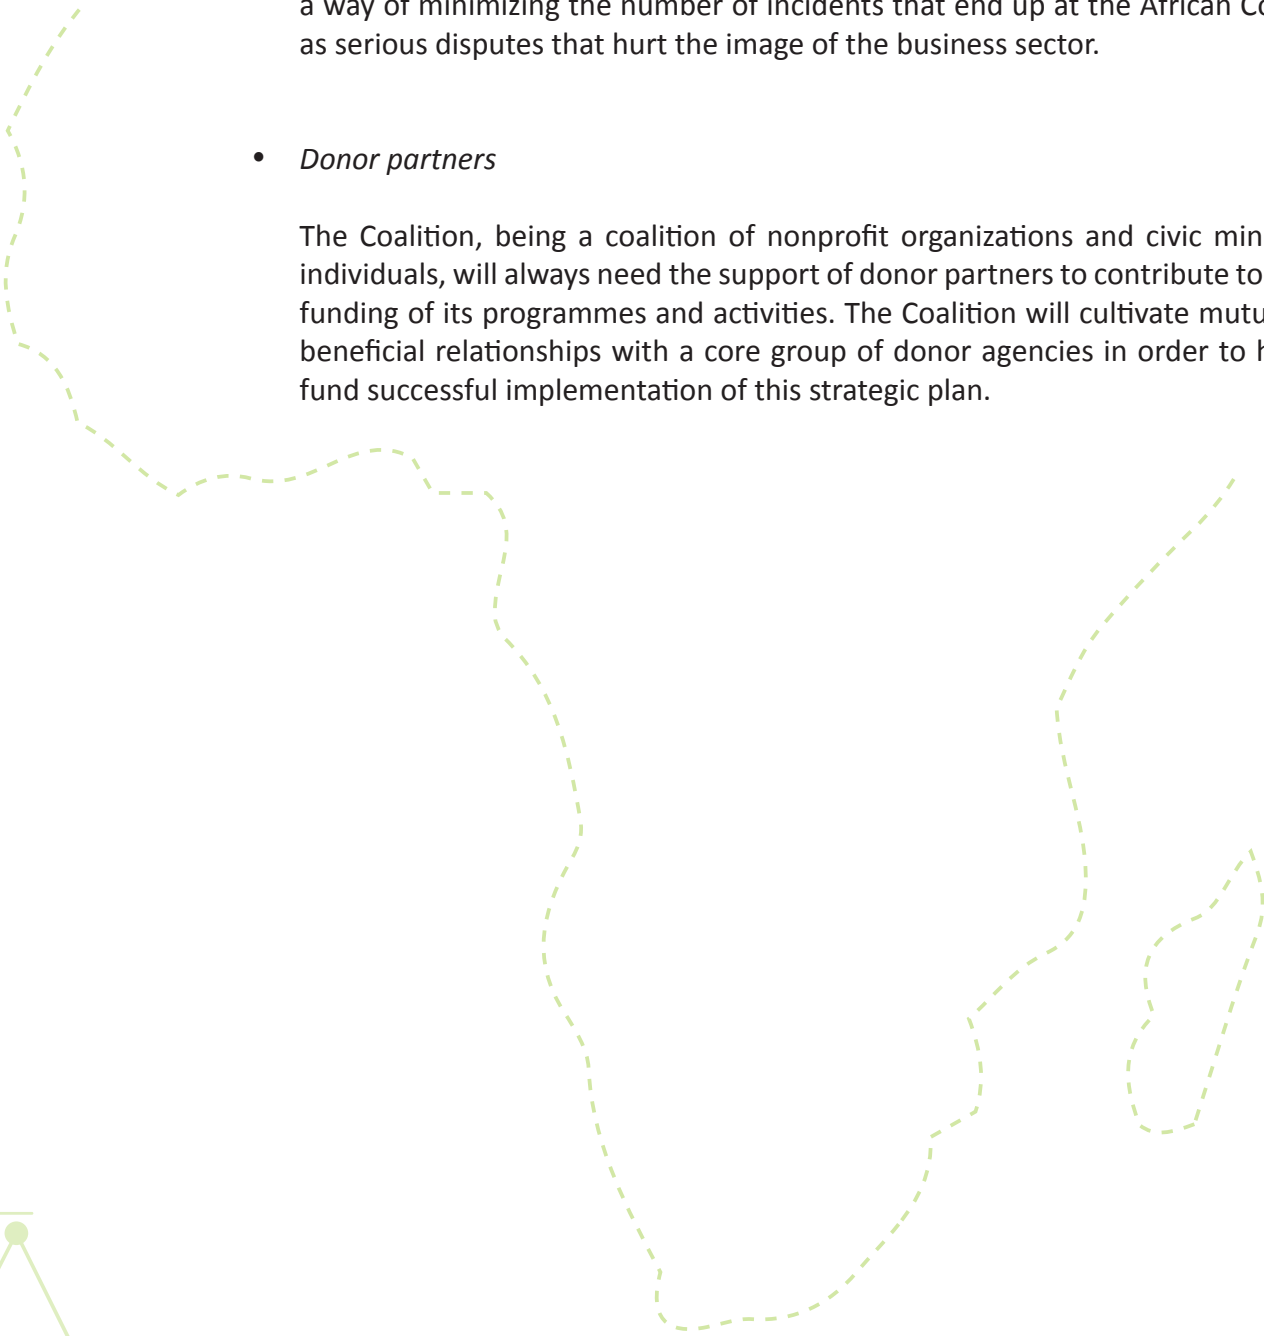 a way of minimizing the number of incidents that end up at the African
as serious disputes that hurt the image of the business sector.
• Donor partners
The Coalition, being a coalition of nonprofit organizations and civic
individuals, will always need the support of donor partners to contribute to
funding of its programmes and activities. The Coalition will cultivate
beneficial relationships with a core group of donor agencies in order to
fund successful implementation of this strategic plan.